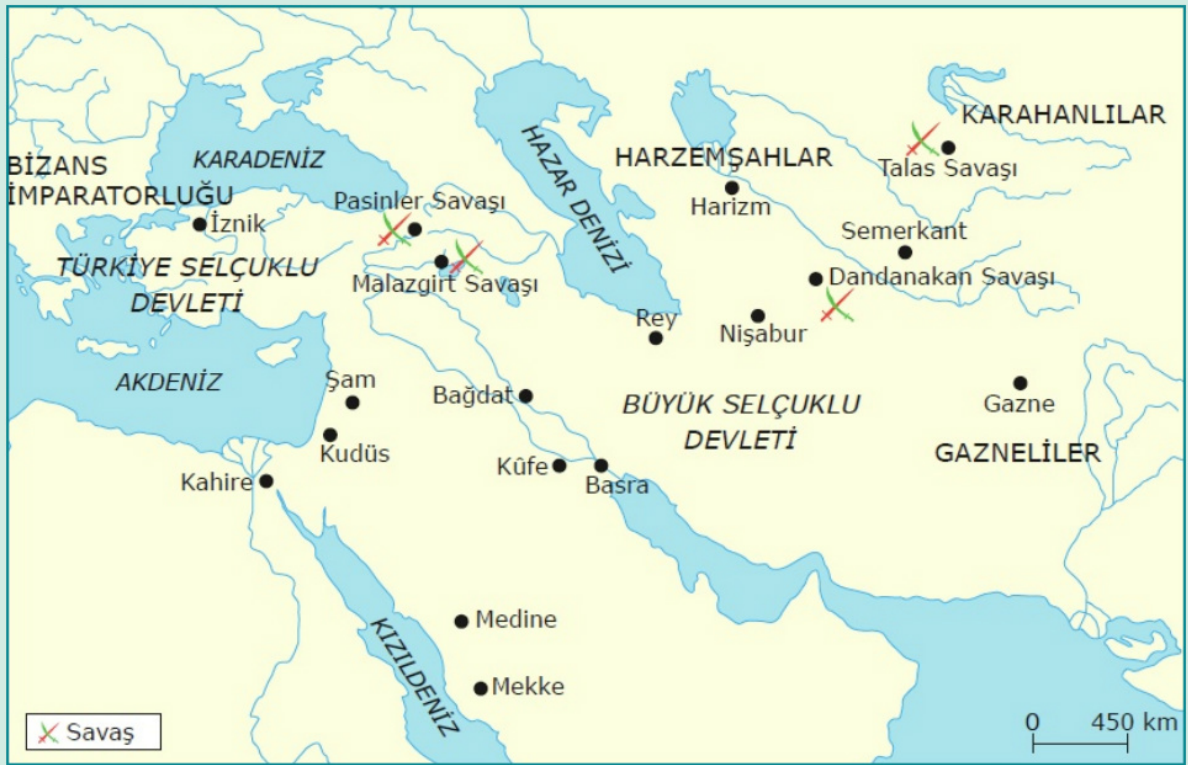 KARAHANLILAR
Talas Savaşı
HARZEMŞAHLAR
Harizm
HAZAR DENİZİ
KARADENİZ
BİZANS
İMPARATORLUĞU
İznik
Pasinler Savaşı
Malazgirt Savaşı
TÜRKİYE SELÇUKLU
DEVLETİ
Semerkant
Dandanakan Savaşı
Nişabur
Rey
AKDENİZ
Şam
Kudüs
Bağdat
BÜYÜK SELÇUKLU
DEVLETİ
Gazne
GAZNELİLER
Kahire
Kûfe
Basra
KIZILDENİZ
Medine
Mekke
Savaş
0 450 km